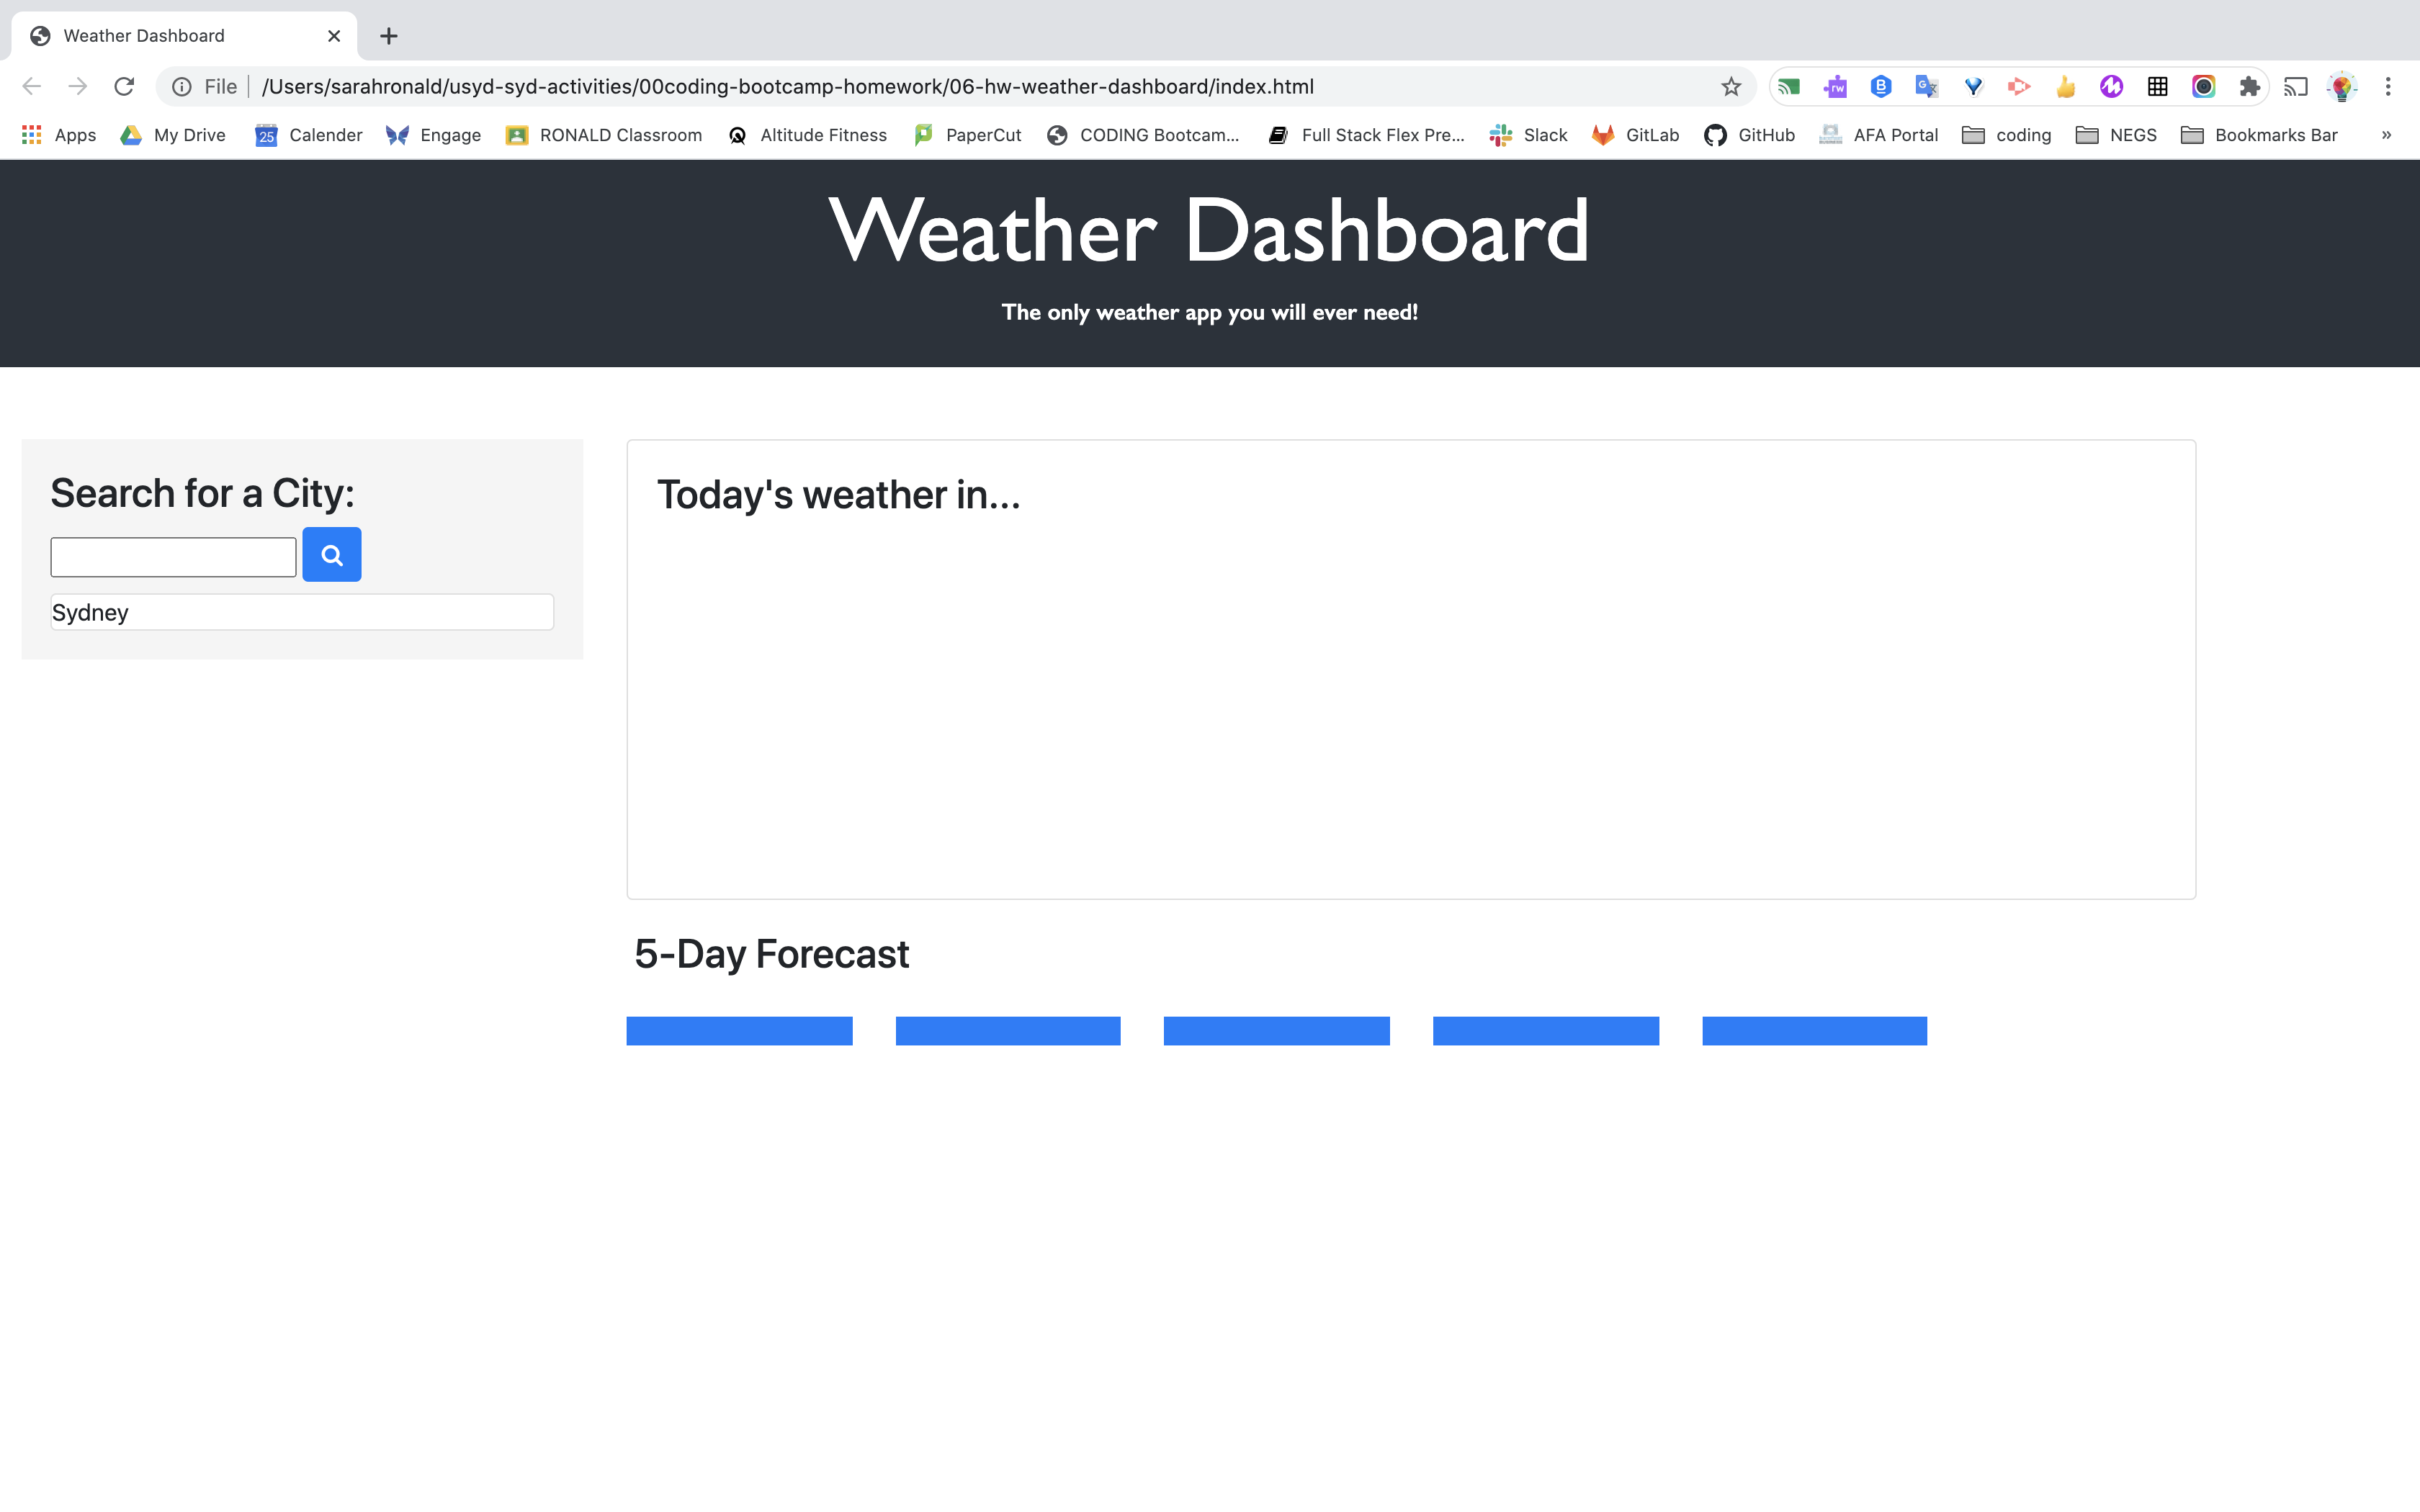 Weather Dashboard
File /Users/sarahronald/usyd-syd-activities/00coding-bootcamp-homework/06-hw-weather-dashboard/index.html
Apps My Drive 25 Calender Engage RONALD Classroom Altitude Fitness PaperCut CODING Bootcam... Full Stack Flex Pre... Slack GitLab GitHub AFA Portal coding NEGS Bookmarks Bar »
Weather Dashboard
The only weather app you will ever need!
Search for a City:
Sydney
Today's weather in...
5-Day Forecast